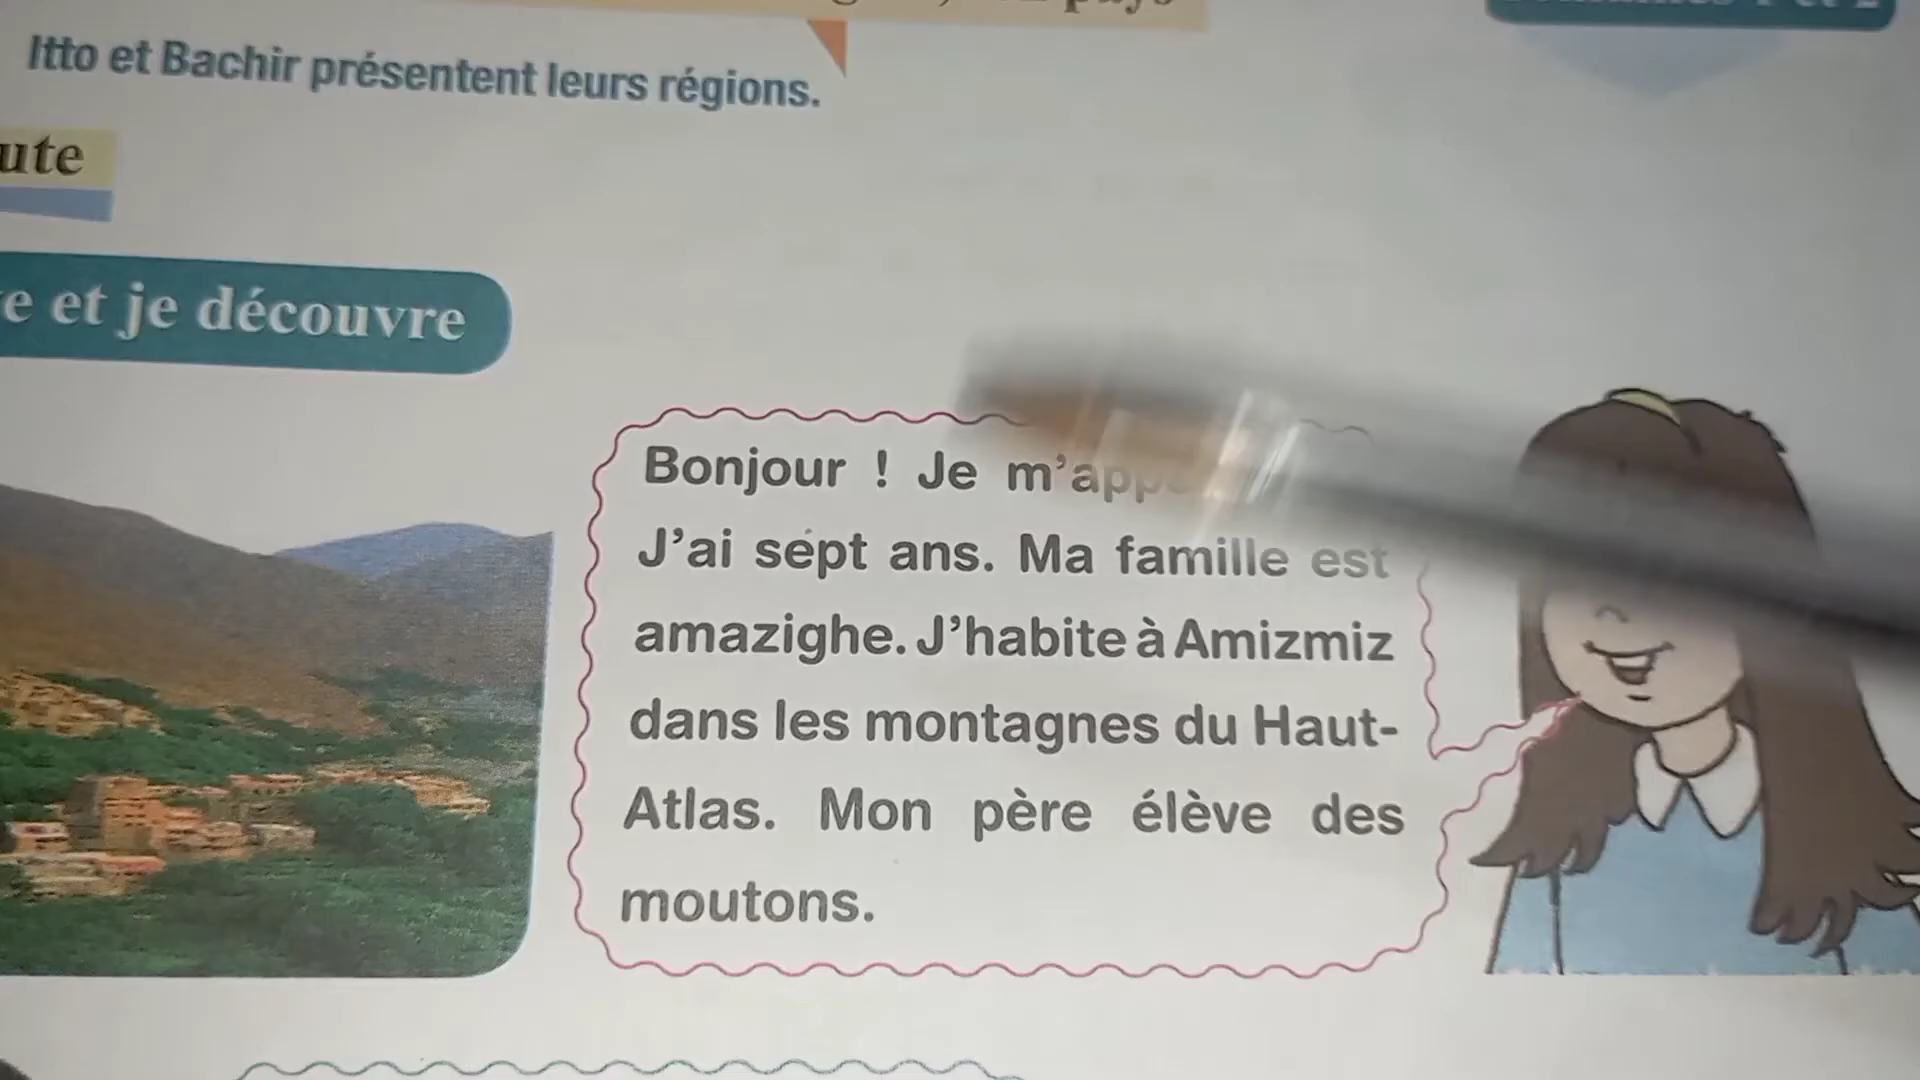 Itto et Bachir présentent leurs régions.
ute
e et je découvre
Bonjour ! Je
J'ai sept ans. Ma famille est
amazighe. J'habite à Amizmiz
dans les montagnes du Haut-
Atlas. Mon père élève des
moutons.